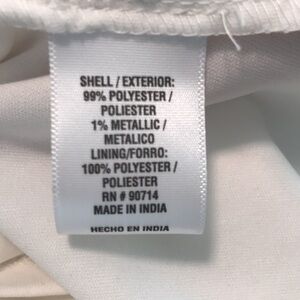 SHELL / EXTERIOR:
99% POLYESTER /
POLIESTER
1% METALLIC /
METALICO
LINING/FORRO:
100% POLYESTER /
POLIESTER
RN # 90714
MADE IN INDIA
HECHO EN INDIA